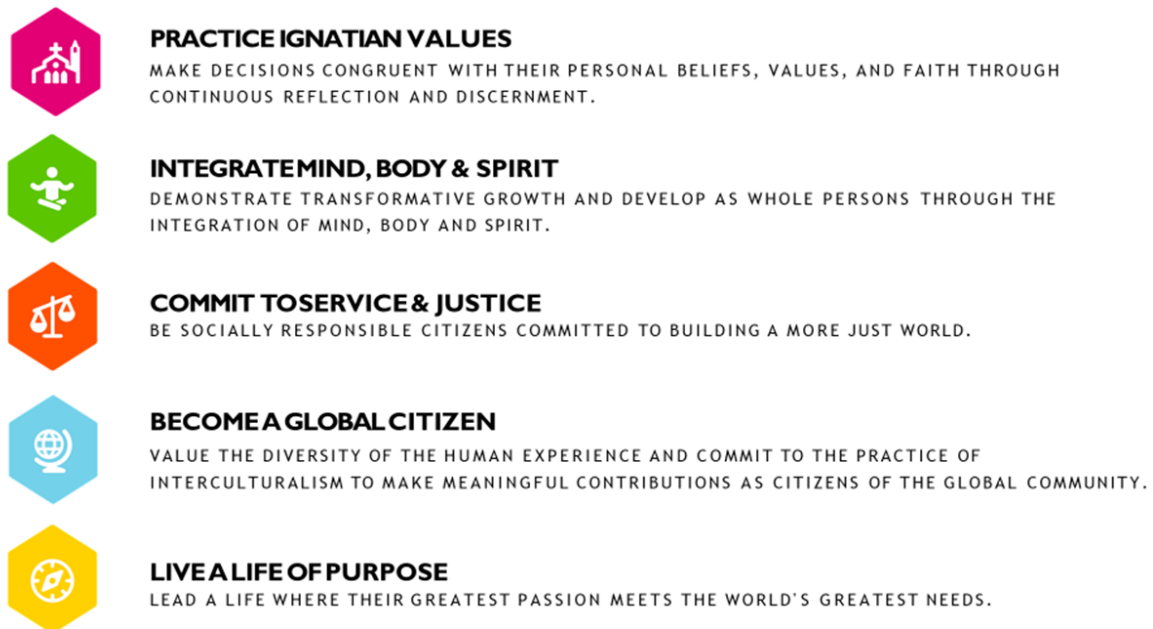 PRACTICE IGNATIAN VALUES
MAKE DECISIONS CONGRUENT WITH THEIR PERSONAL BELIEFS, VALUES, AND FAITH THROUGH
CONTINUOUS REFLECTION AND DISCERNMENT.
INTEGRATE MIND, BODY & SPIRIT
DEMONSTRATE TRANSFORMATIVE GROWTH AND DEVELOP AS WHOLE PERSONS THROUGH THE
INTEGRATION OF MIND, BODY AND SPIRIT.
COMMIT TO SERVICE & JUSTICE
BE SOCIALLY RESPONSIBLE CITIZENS COMMITTED TO BUILDING A MORE JUST WORLD.
BECOME A GLOBAL CITIZEN
VALUE THE DIVERSITY OF THE HUMAN EXPERIENCE AND COMMIT TO THE PRACTICE OF
INTERCULTURALISM TO MAKE MEANINGFUL CONTRIBUTIONS AS CITIZENS OF THE GLOBAL COMMUNITY.
LIVE A LIFE OF PURPOSE
LEAD A LIFE WHERE THEIR GREATEST PASSION MEETS THE WORLD'S GREATEST NEEDS.